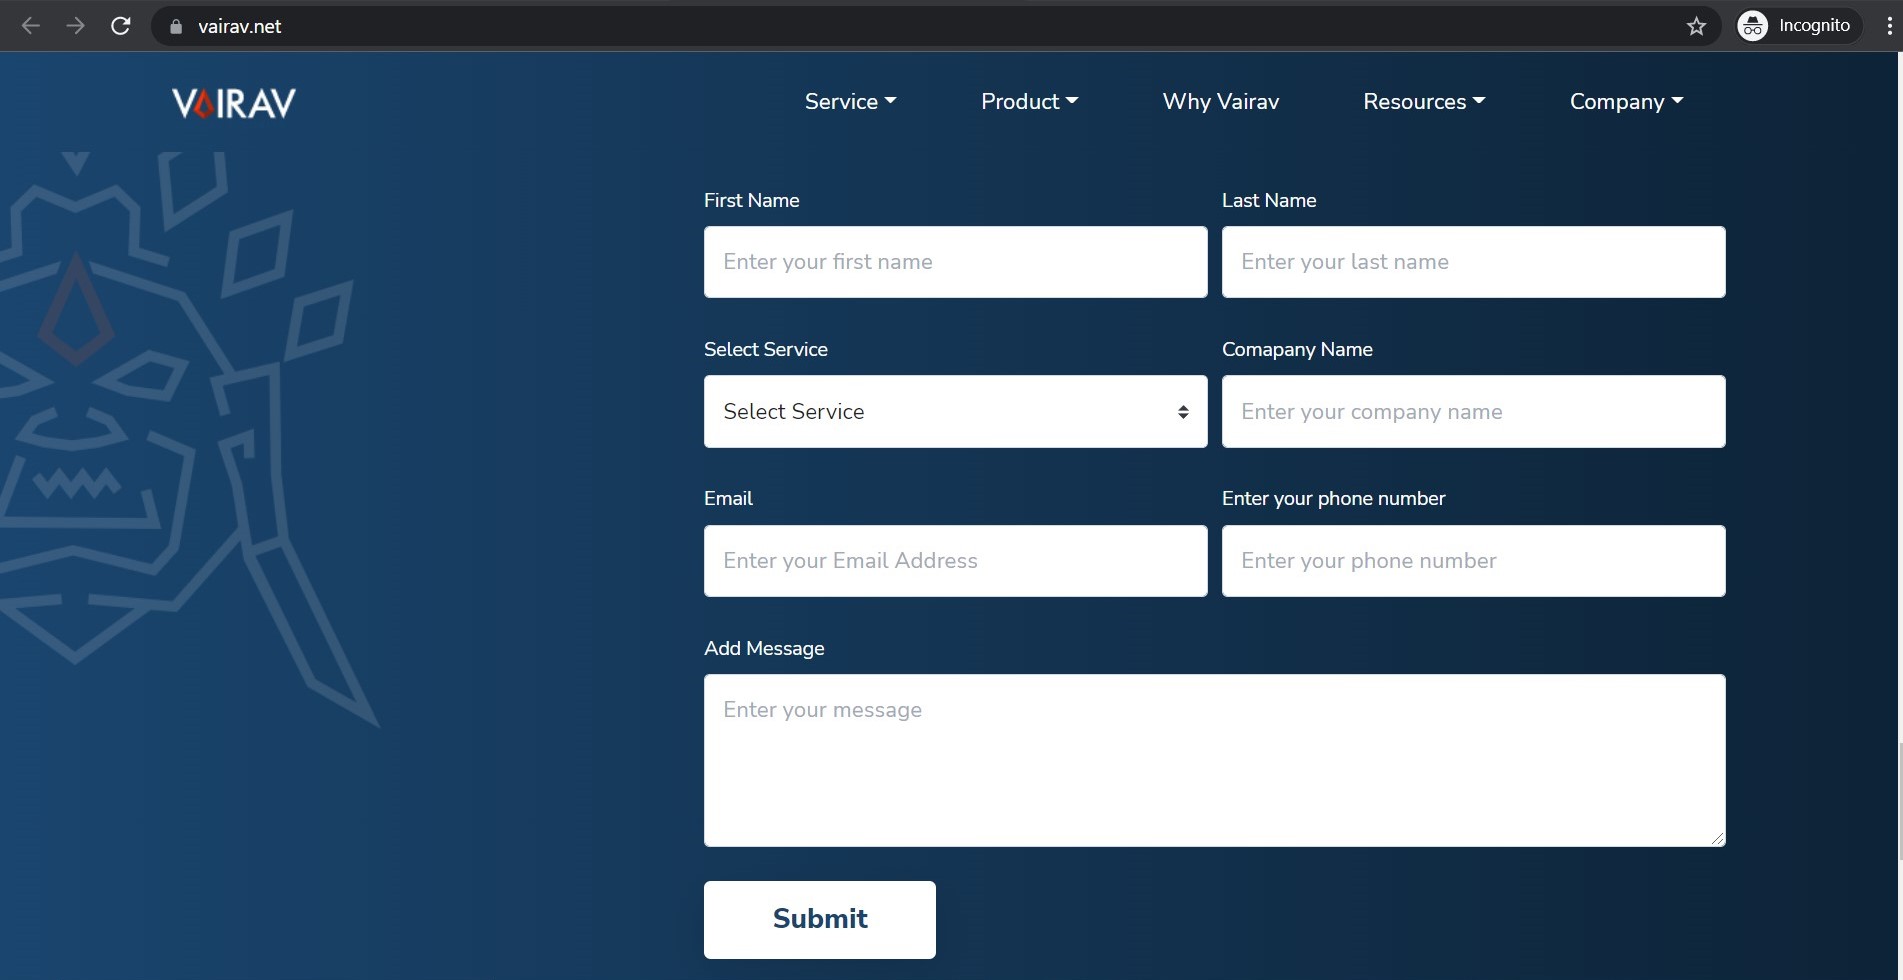 vairav.net
Incognito
VAIRAV
Service Product Why Vairav Resources Company
First Name Last Name
Enter your first name Enter your last name
Select Service Comapany Name
Select Service Enter your company name
Email Enter your phone number
Enter your Email Address Enter your phone number
Add Message
Enter your message
Submit